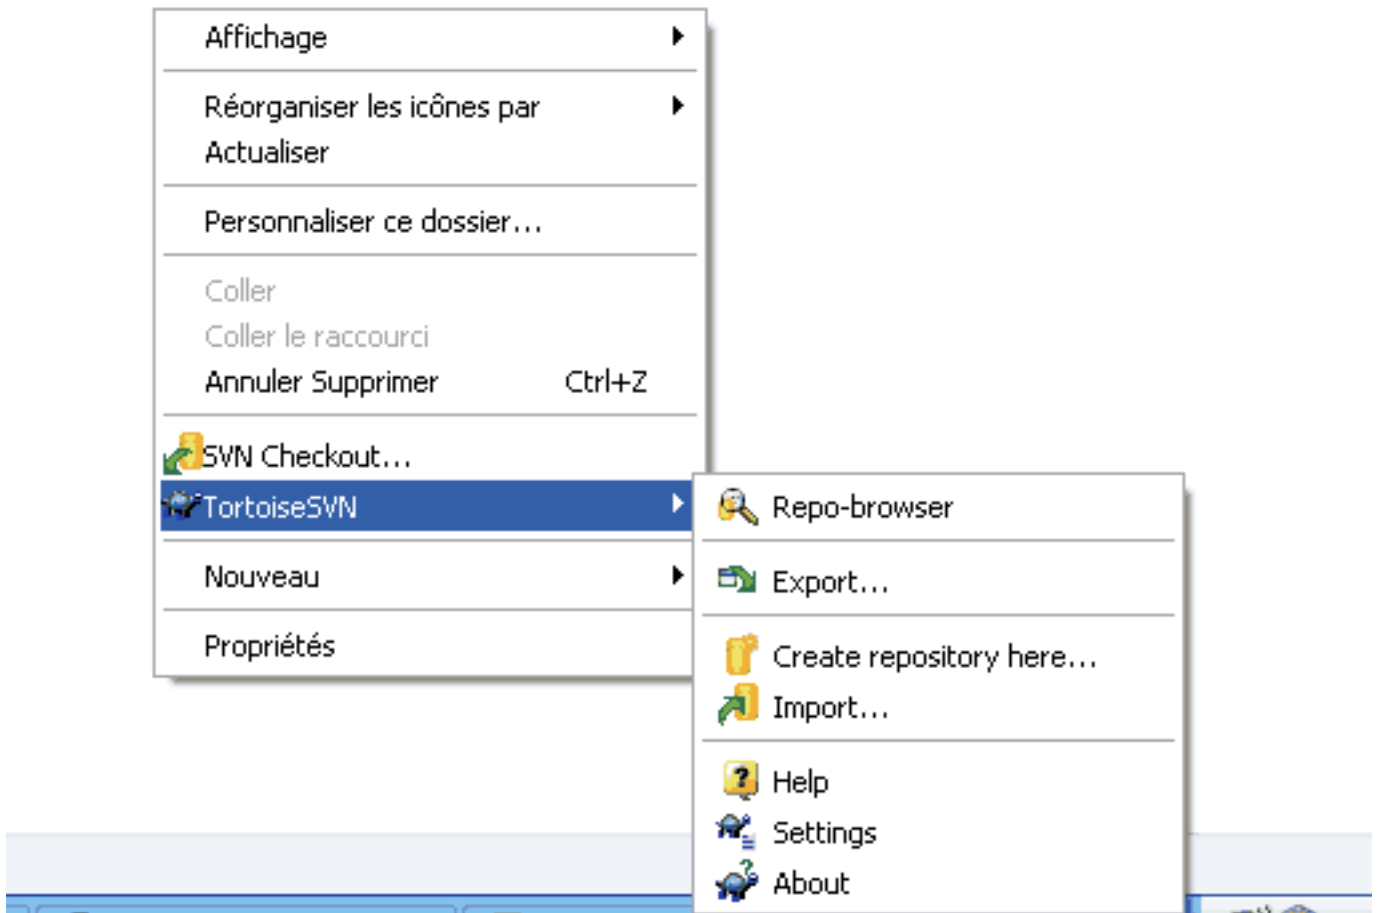 Affichage
Réorganiser les icônes par
Actualiser
Personnaliser ce dossier...
Coller
Coller le raccourci
Annuler Supprimer Ctrl+Z
SVN Checkout...
TortoiseSVN
Nouveau
Propriétés
Repo-browser
Export...
Create repository here...
Import...
Help
Settings
About